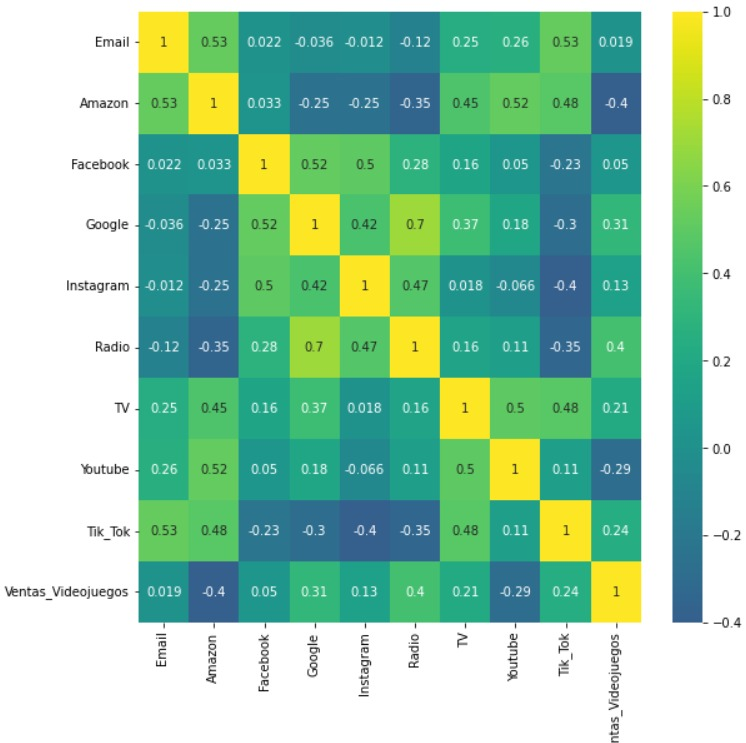 Email 1 0.53 0.022 -0.036 -0.012 -0.12 0.25 0.26 0.53 0.019
Amazon 0.53 1 0.033 -0.25 -0.25 -0.35 0.45 0.52 0.48 -0.4
Facebook 0.022 0.033 1 0.52 0.5 0.28 0.16 0.05 -0.23 0.05
Google -0.036 -0.25 0.52 1 0.42 0.7 0.37 0.18 -0.3 0.31
Instagram -0.012 -0.25 0.5 0.42 1 0.47 0.018 -0.066 -0.4 0.13
Radio -0.12 -0.35 0.28 0.7 0.47 1 0.16 0.11 -0.35 0.4
TV 0.25 0.45 0.16 0.37 0.018 0.16 1 0.5 0.48 0.21
Youtube 0.26 0.52 0.05 0.18 -0.066 0.11 0.5 1 0.11 -0.29
Tik_Tok 0.53 0.48 -0.23 -0.3 -0.4 -0.35 0.48 0.11 1 0.24
Ventas_Videojuegos 0.019 -0.4 0.05 0.31 0.13 0.4 0.21 -0.29 0.24 1
Email
Amazon
Facebook
Google
Instagram
Radio
TV
Youtube
Tik_Tok
ntas_Videojuegos
1.0
0.8
0.6
0.4
0.2
0.0
-0.2
-0.4